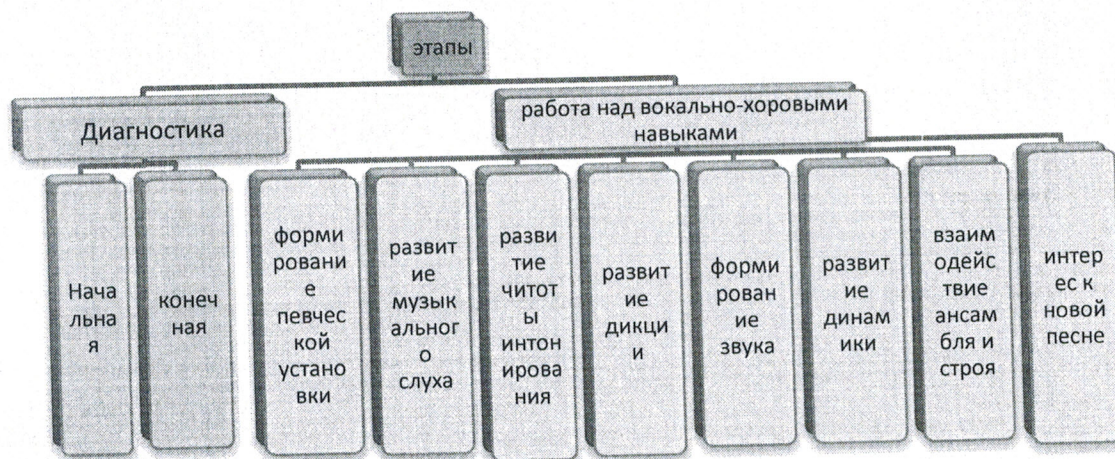 этапы
Диагностика
работа над вокально-хоровыми
навыками
Нача
льна
я
конеч
ная
форми
ровани
е
певчес
кой
устано
вки
развит
ие
музык
альног
о
слуха
разви
тие
читот
ы
интон
ирова
ния
развит
ие
дикци
и
форми
рован
ие
звука
развит
ие
динам
ики
взаим
одейс
твие
ансам
бля и
строя
интер
ес к
новой
песне